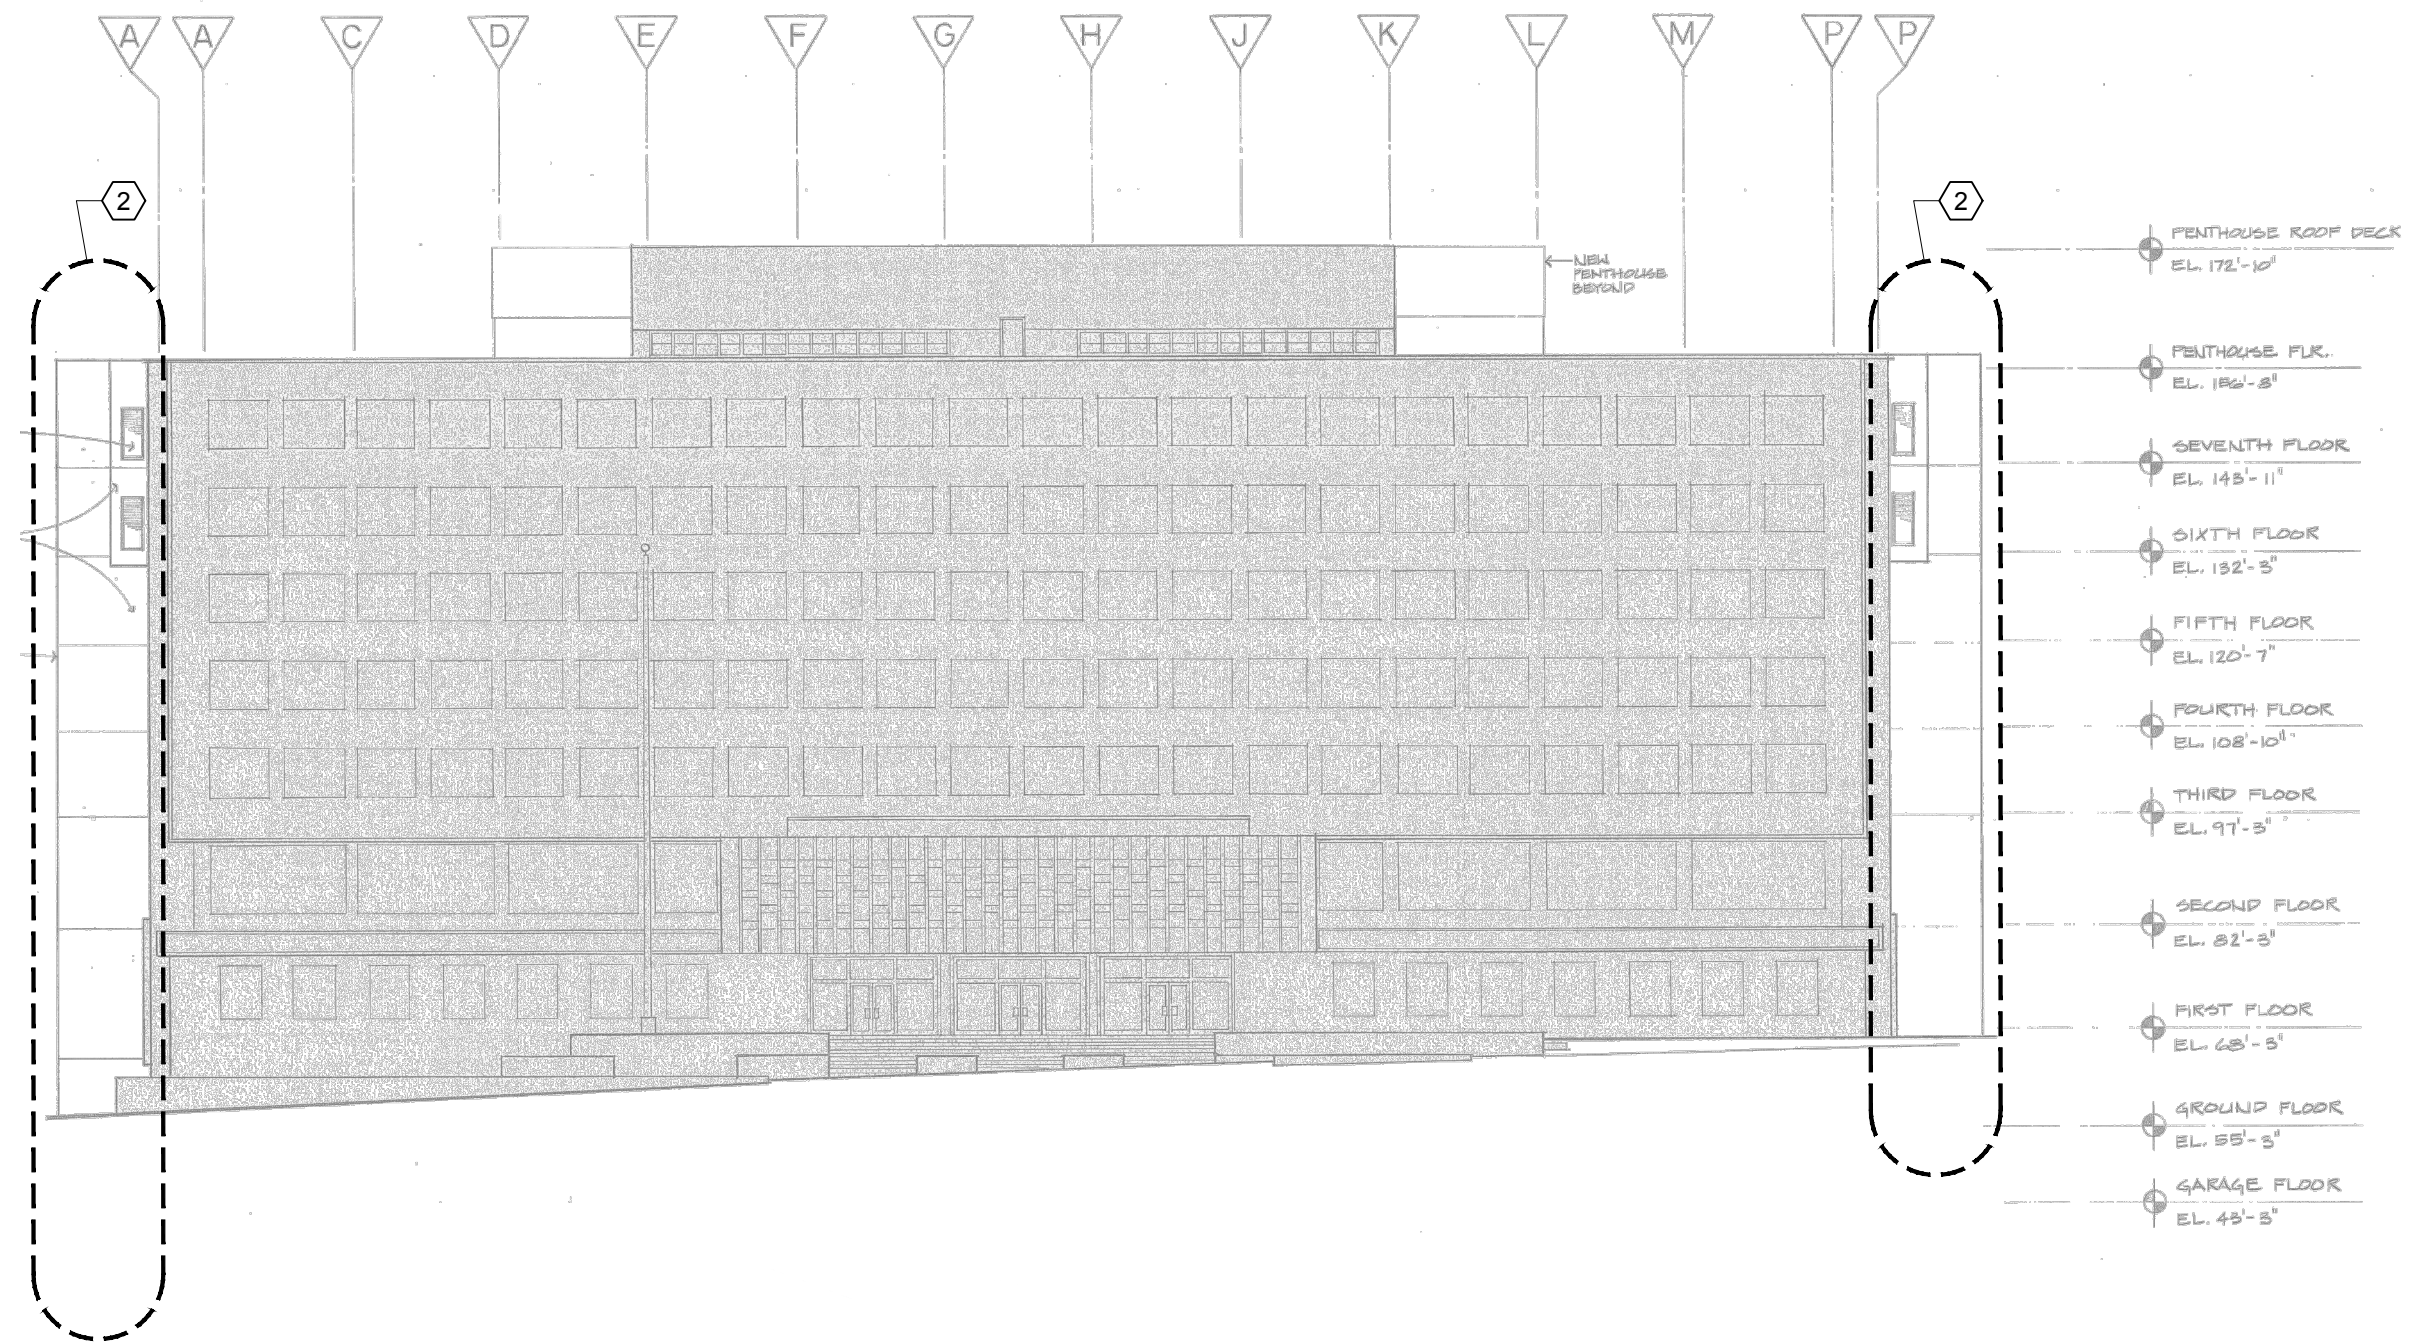 A A C D E F G H J K L M P P
2
2
PENTHOUSE ROOF DECK
EL. 172'-10"
NEW
PENTHOUSE
BEYOND
PENTHOUSE FLR.
EL. 156'-8"
SEVENTH FLOOR
EL. 143'-11"
SIXTH FLOOR
EL. 132'-3"
FIFTH FLOOR
EL. 120'-7"
FOURTH FLOOR
EL. 108'-10"
THIRD FLOOR
EL. 97'-3"
SECOND FLOOR
EL. 82'-3"
FIRST FLOOR
EL. 68'-3"
GROUND FLOOR
EL. 55'-3"
GARAGE FLOOR
EL. 43'-3"